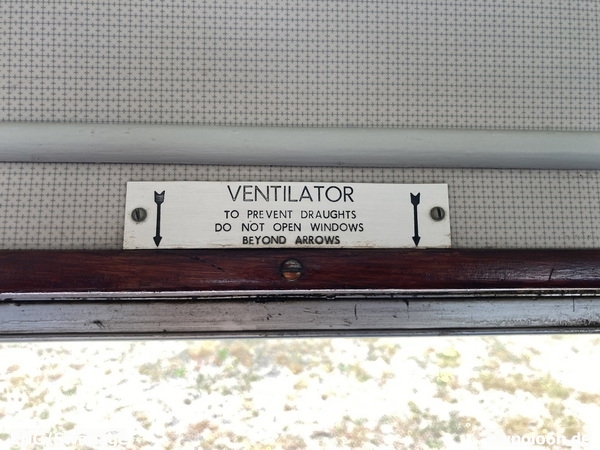 VENTILATOR
TO PREVENT DRAUGHTS
DO NOT OPEN WINDOWS
BEYOND ARROWS